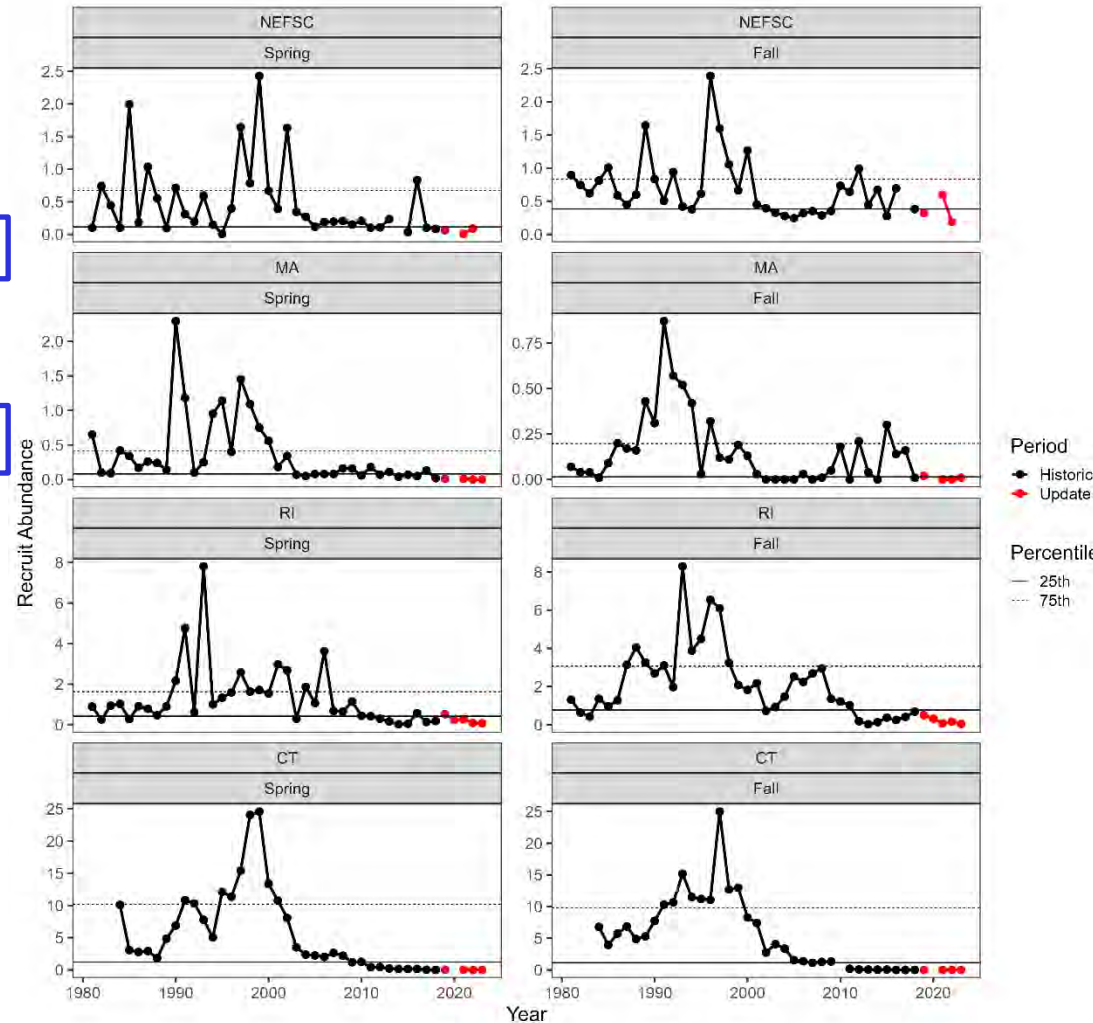 NEFSC
Spring
2.5
2.0
1.5
1.0
0.5
0.0
NEFSC
Fall
2.5
2.0
1.5
1.0
0.5
0.0
MA
Spring
2.0
1.5
1.0
0.5
0.0
MA
Fall
0.75
0.50
0.25
0.00
RI
Spring
8
6
4
2
0
RI
Fall
8
6
4
2
0
CT
Spring
25
20
15
10
5
0
CT
Fall
25
20
15
10
5
0
1980 1990 2000 2010 2020
1980 1990 2000 2010 2020
Year
Recruit Abundance
Period
Historic
Update
Percentile
25th
75th